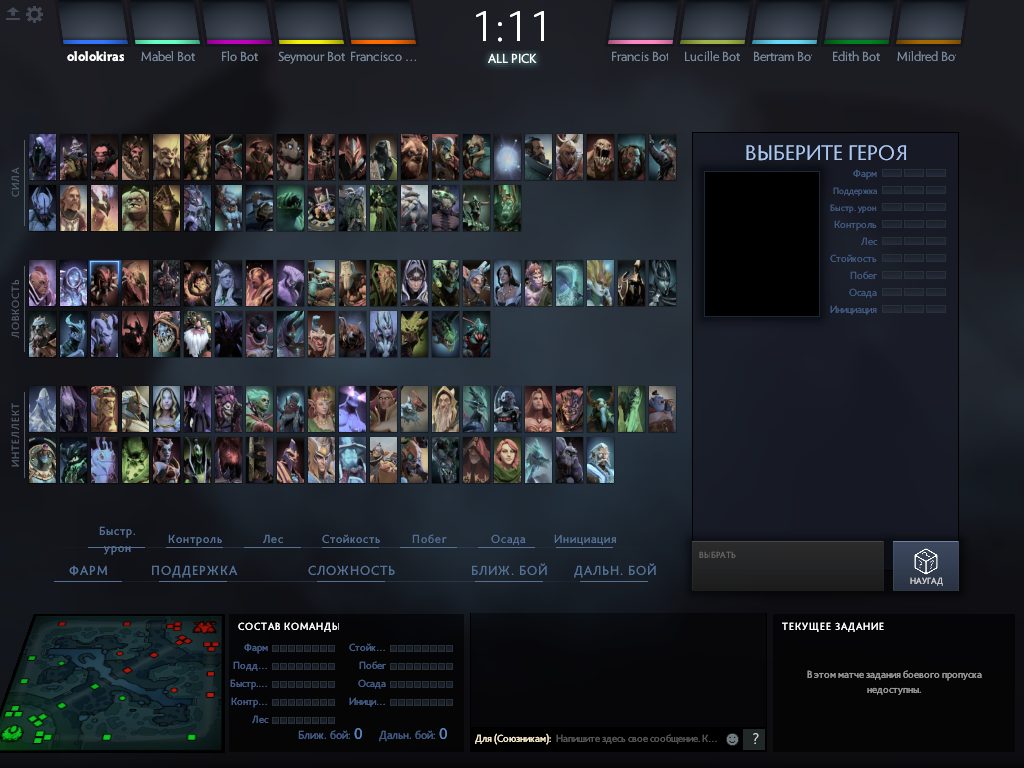 1:11
ALL PICK
ololokiras
Mabel Bot
Flo Bot
Seymour Bot
Francisco ...
Francis Bot
Lucille Bot
Bertram Bo
Edith Bot
Mildred Bo
СИЛА
ЛОВКОСТЬ
ИНТЕЛЛЕКТ
ВЫБЕРИТЕ ГЕРОЯ
Фарм
Поддержка
Быстр. урон
Контроль
Лес
Стойкость
Побег
Осада
Инициация
Быстр. урон
Контроль
Лес
Стойкость
Побег
Осада
Инициация
ФАРМ
ПОДДЕРЖКА
СЛОЖНОСТЬ
БЛИЖ. БОЙ
ДАЛЬН. БОЙ
ВЫБРАТЬ
НАУГАД
СОСТАВ КОМАНДЫ
Фарм
Стойк...
Подд...
Побег
Быстр....
Осада
Контр...
Иници...
Лес
Ближ. бой: 0
Дальн. бой: 0
Для (Союзникам): Напишите здесь свое сообщение. К...
?
ТЕКУЩЕЕ ЗАДАНИЕ
В этом матче задания боевого пропуска
недоступны.